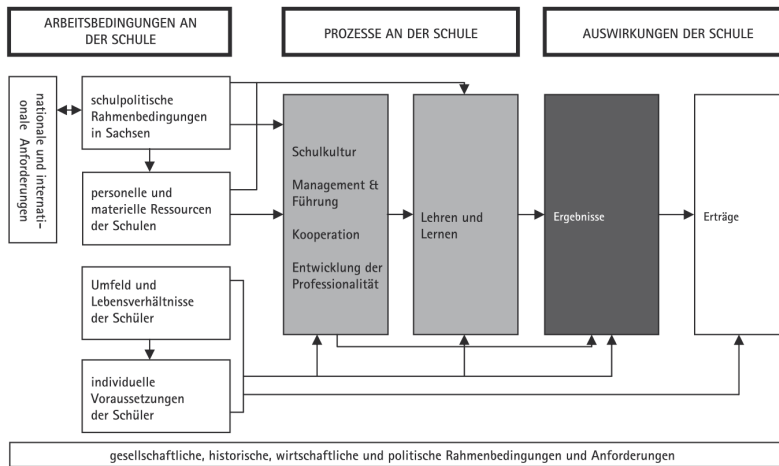 ARBEITSBEDINGUNGEN AN
DER SCHULE
PROZESSE AN DER SCHULE
AUSWIRKUNGEN DER SCHULE
nationale und internati-
onale Anforderungen
schulpolitische
Rahmenbedingungen
in Sachsen
personelle und
materielle Ressourcen
der Schulen
Umfeld und
Lebensverhältnisse
der Schüler
individuelle
Voraussetzungen
der Schüler
Schulkultur
Management &
Führung
Kooperation
Entwicklung der
Professionalität
Lehren und
Lernen
Ergebnisse
Erträge
gesellschaftliche, historische, wirtschaftliche und politische Rahmenbedingungen und Anforderungen